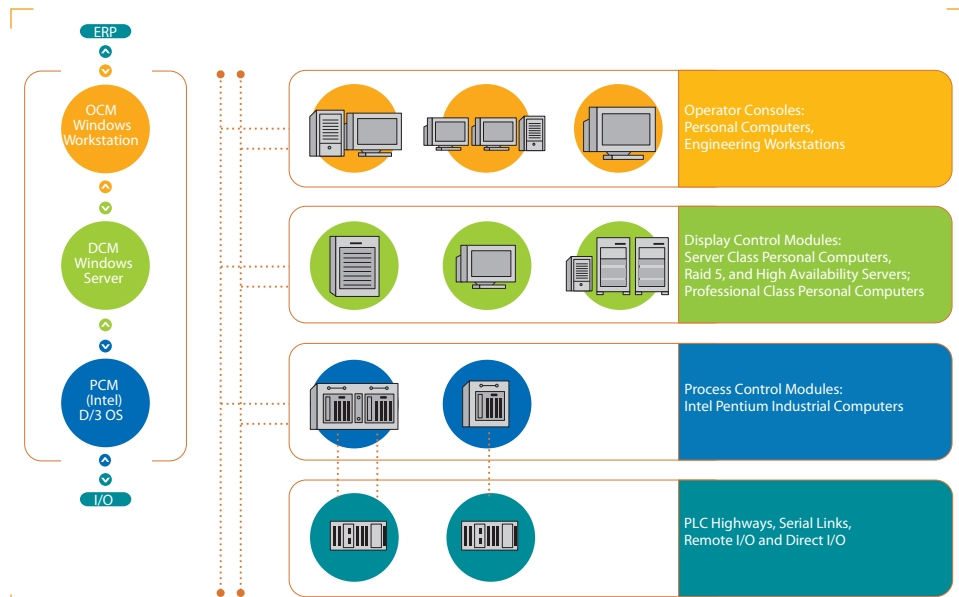 ERP
OCM
Windows
Workstation
DCM
Windows
Server
PCM
(Intel)
D/3 OS
I/O
Operator Consoles:
Personal Computers,
Engineering Workstations
Display Control Modules:
Server Class Personal Computers,
Raid 5, and High Availability Servers;
Professional Class Personal Computers
Process Control Modules:
Intel Pentium Industrial Computers
PLC Highways, Serial Links,
Remote I/O and Direct I/O